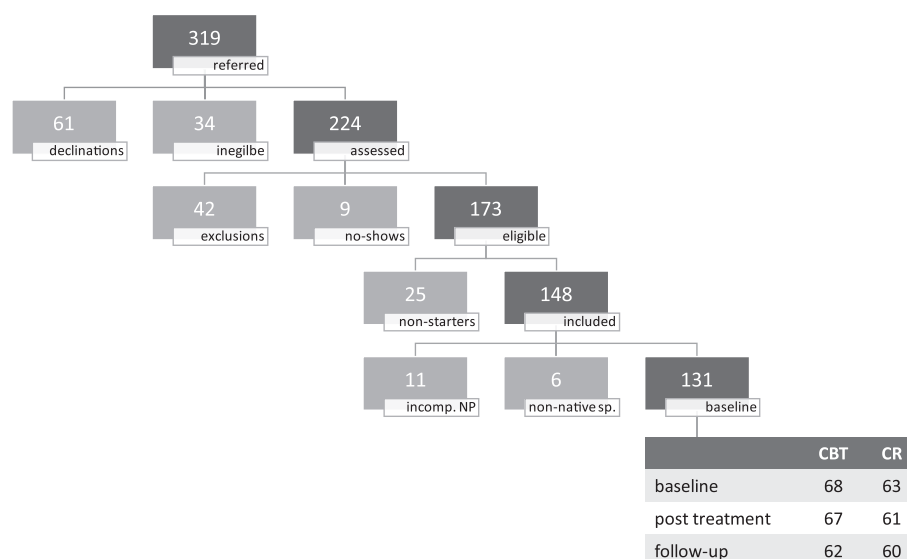 319
referred
61
declinations
34
inegilbe
224
assessed
42
exclusions
9
no-shows
173
eligible
25
non-starters
148
included
11
incomp. NP
6
non-native sp.
131
baseline
CBT CR
baseline 68 63
post treatment 67 61
follow-up 62 60